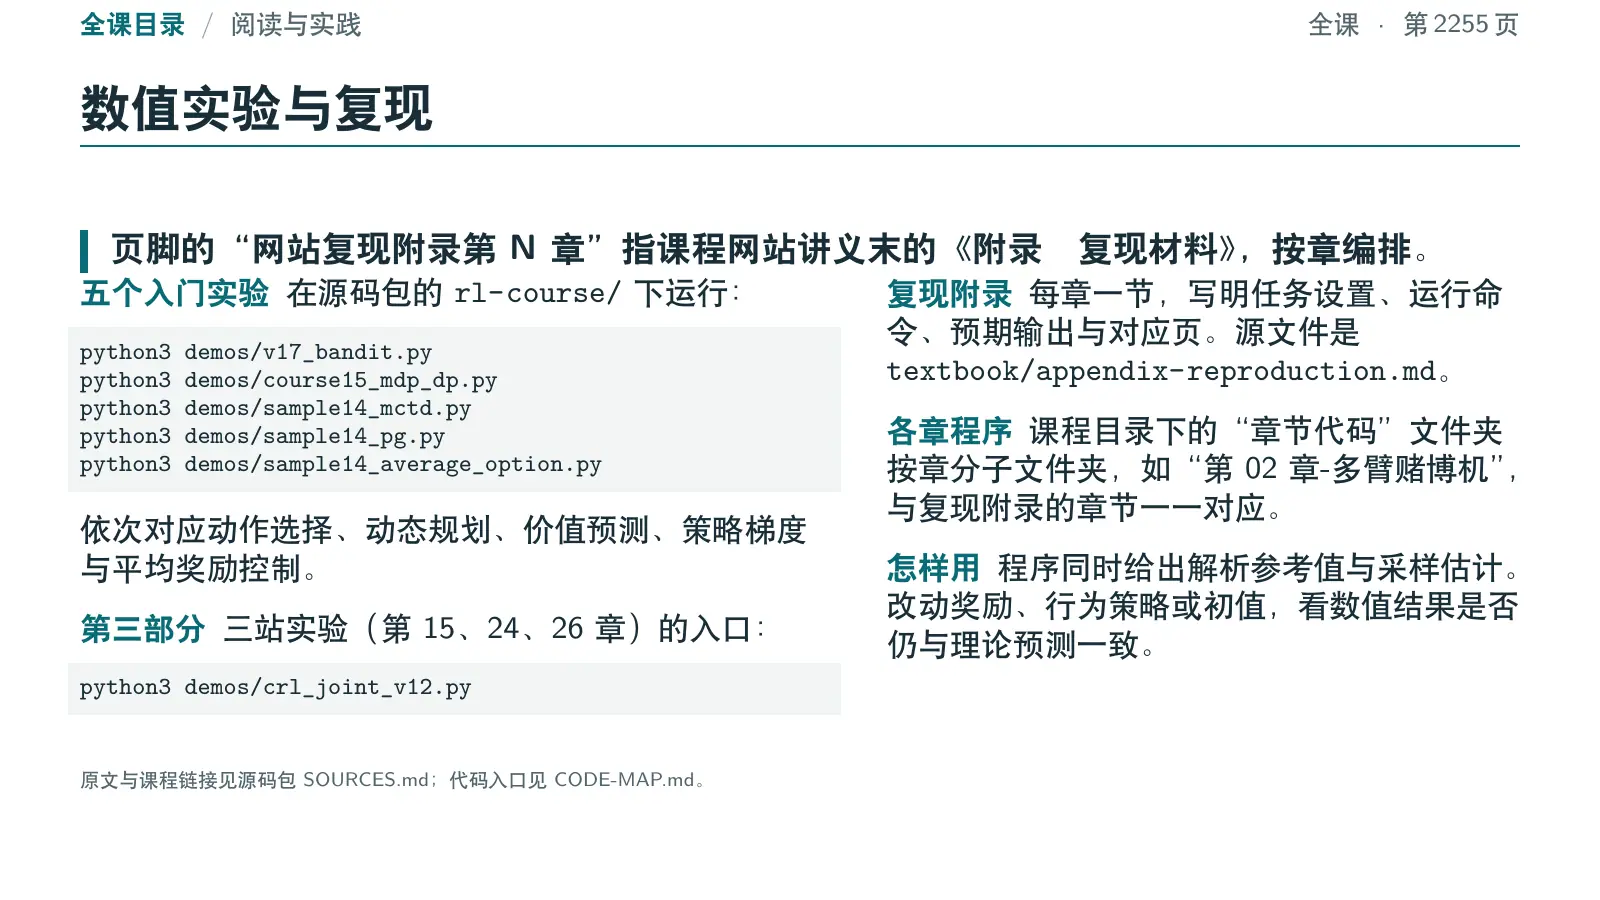 全课目录 / 阅读与实践
全课 · 第 2255 页
数值实验与复现
页脚的“网站复现附录第 N 章”指课程网站讲义末的《附录　复现材料》，按章编排。
五个入门实验 在源码包的 rl-course/ 下运行：
python3 demos/v17_bandit.py
python3 demos/course15_mdp_dp.py
python3 demos/sample14_mctd.py
python3 demos/sample14_pg.py
python3 demos/sample14_average_option.py
依次对应动作选择、动态规划、价值预测、策略梯度
与平均奖励控制。
第三部分 三站实验（第 15、24、26 章）的入口：
python3 demos/crl_joint_v12.py
复现附录 每章一节，写明任务设置、运行命
令、预期输出与对应页。源文件是
textbook/appendix-reproduction.md。
各章程序 课程目录下的“章节代码”文件夹
按章分子文件夹，如“第 02 章-多臂赌博机”，
与复现附录的章节一一对应。
怎样用 程序同时给出解析参考值与采样估计。
改动奖励、行为策略或初值，看数值结果是否
仍与理论预测一致。
原文与课程链接见源码包 SOURCES.md；代码入口见 CODE-MAP.md。